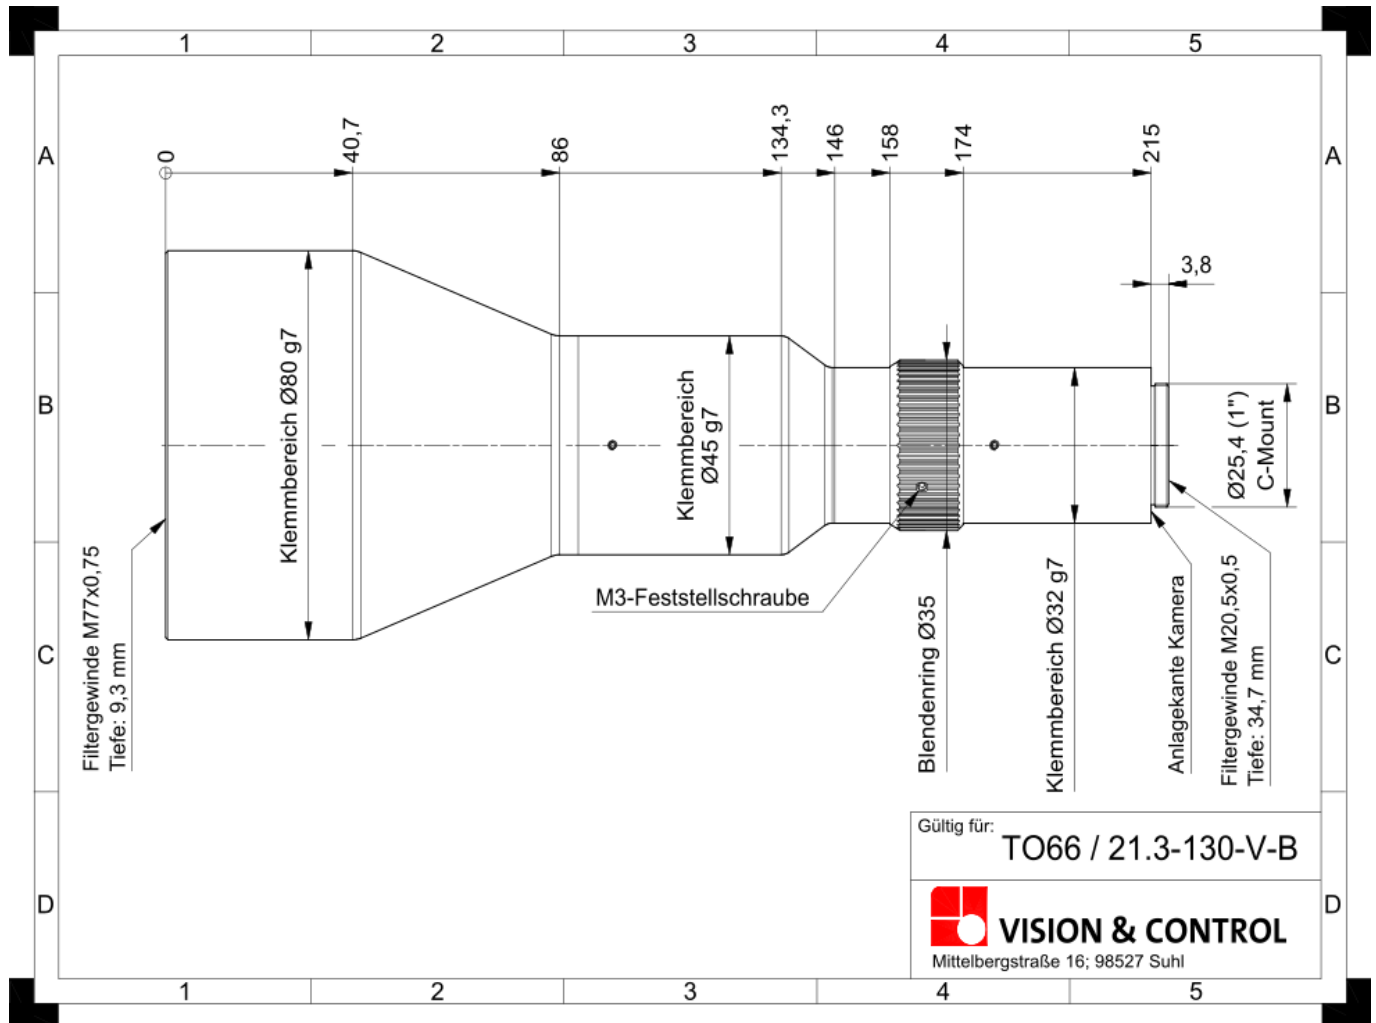 1 2 3 4 5
A A
0 40,7 86 134,3 146 158 174 215
3,8
B B
Klemmbereich Ø80 g7
Klemmbereich
Ø45 g7
Ø25,4 (1")
C-Mount
M3-Feststellschraube
Filtergewinde M77x0,75
Tiefe: 9,3 mm
Blendenring Ø35
Klemmbereich Ø32 g7
Anlagekante Kamera
Filtergewinde M20,5x0,5
Tiefe: 34,7 mm
C C
Gültig für:
TO66 / 21.3-130-V-B
D D
VISION & CONTROL
Mittelbergstraße 16; 98527 Suhl
1 2 3 4 5